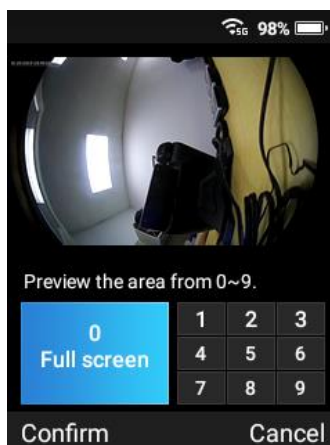 5G 98%
Preview the area from 0~9.
0
Full screen
1 2 3
4 5 6
7 8 9
Confirm Cancel